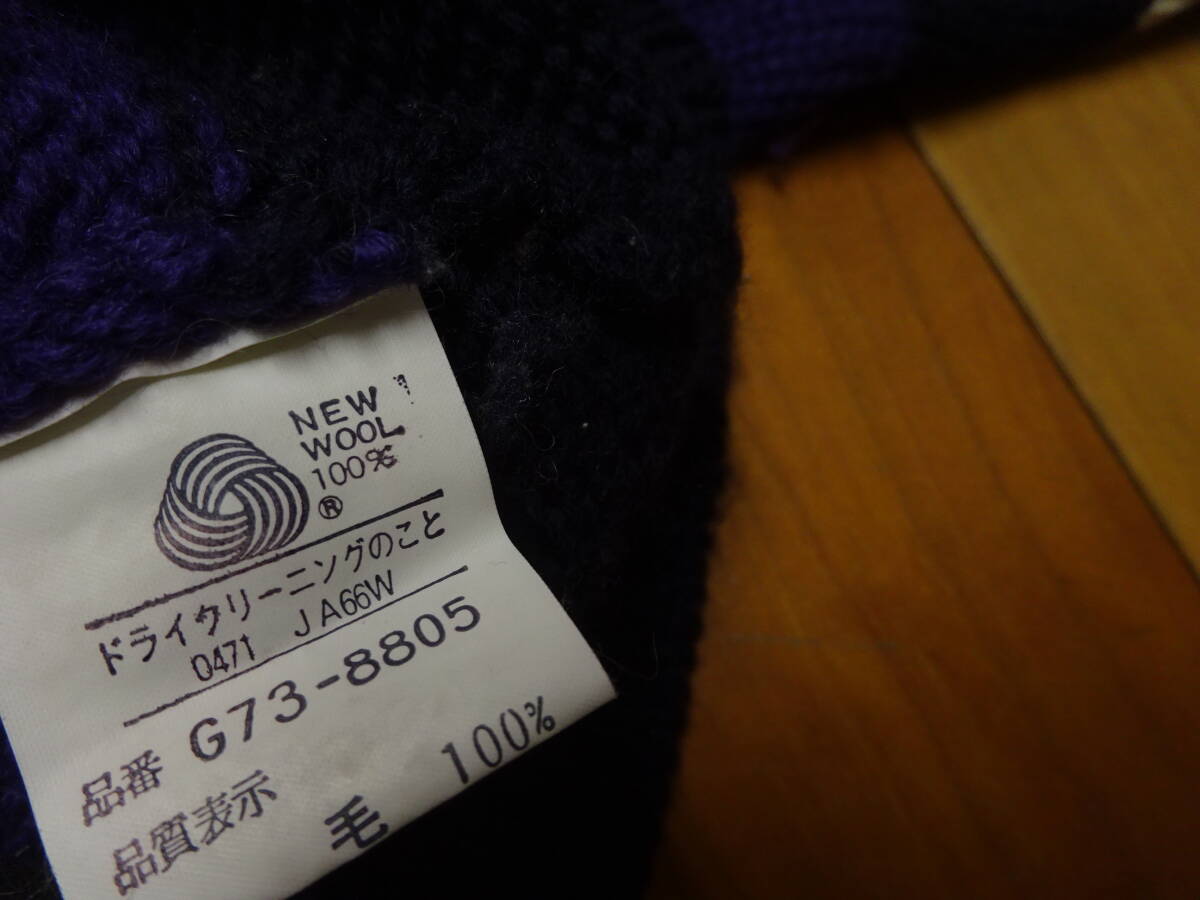 NEW
WOOL
100%
®
ドライクリーニングのこと
0471 JA66W
品番 G73-8805
品質表示
毛 100%